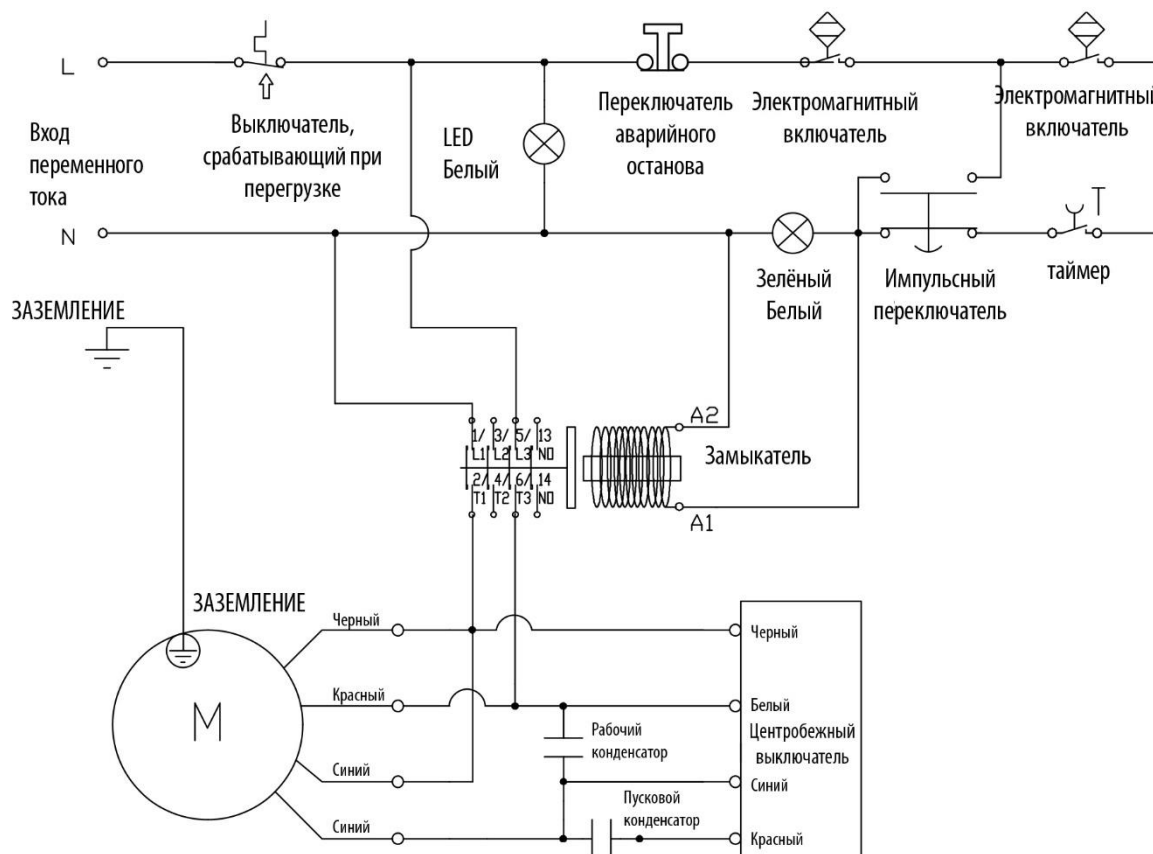 L
Вход
переменного
тока
N
Выключатель,
срабатывающий при
перегрузке
LED
Белый
Переключатель
аварийного
останова
Электромагнитный
включатель
Электромагнитный
включатель
Зелёный
Белый
Импульсный
переключатель
T
таймер
ЗАЗЕМЛЕНИЕ
1/ 3/ 5/ 13
L1 L2 L3 NO
2/ 4/ 6/ 14
T1 T2 T3 NO
A2
Замыкатель
A1
ЗАЗЕМЛЕНИЕ
M
Черный
Красный
Синий
Синий
Рабочий
конденсатор
Пусковой
конденсатор
Черный
Белый
Центробежный
выключатель
Синий
Красный